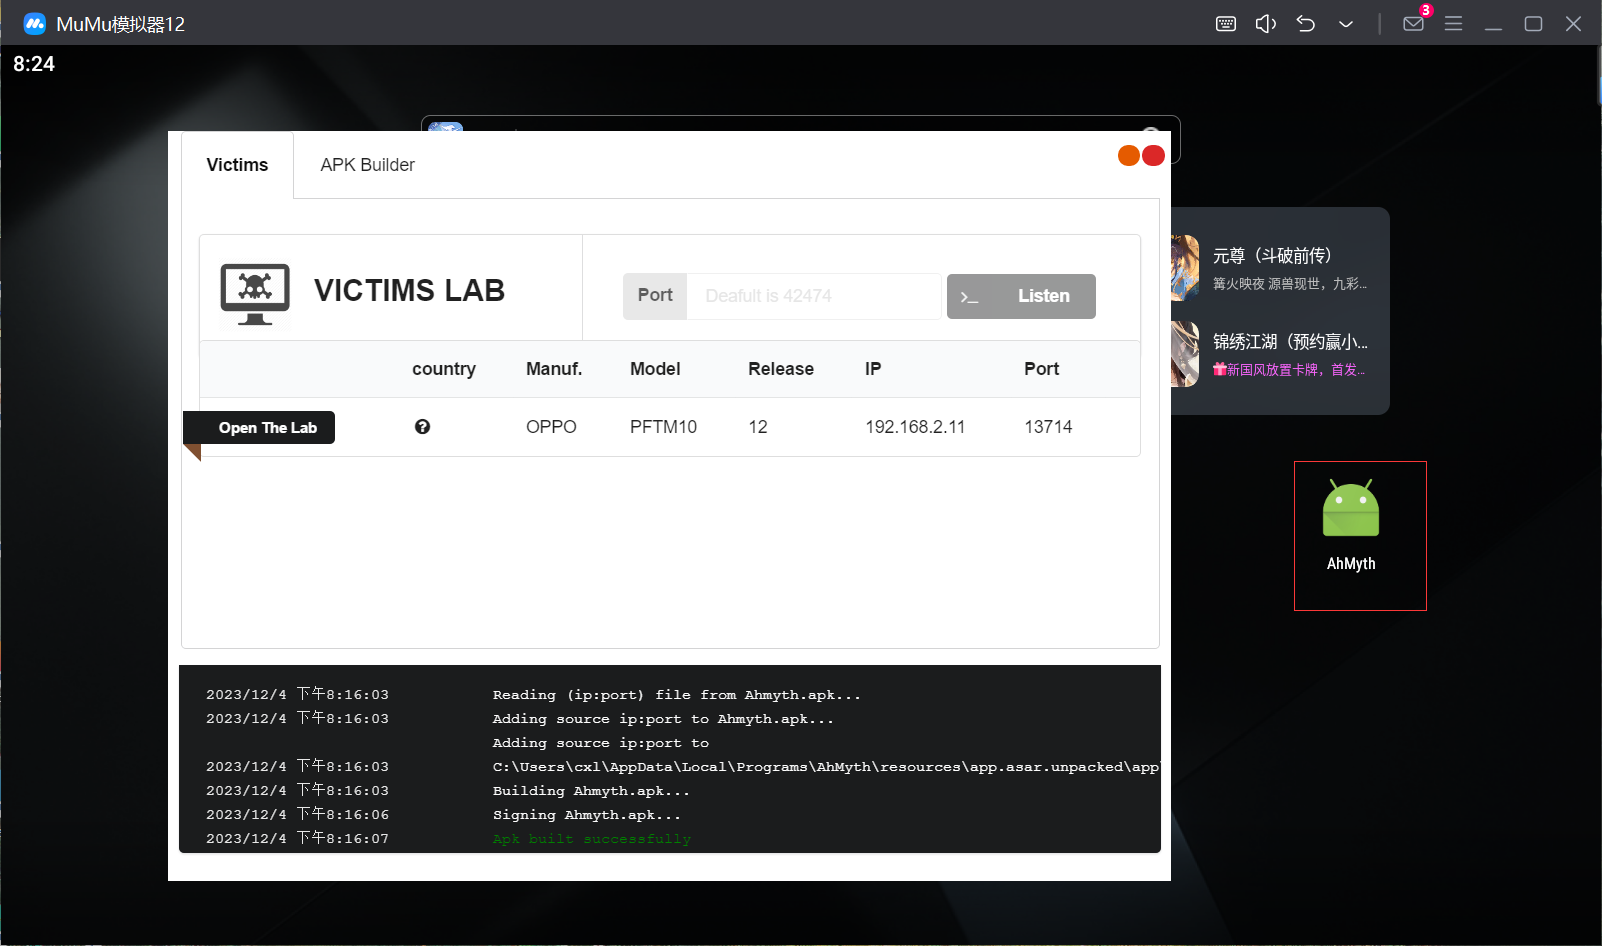 MuMu模拟器12
3
8:24
Victims
APK Builder
VICTIMS LAB
Port
Deafult is 42474
>_ Listen
country Manuf. Model Release IP Port
Open The Lab
OPPO PFTM10 12 192.168.2.11 13714
元尊（斗破前传）
篝火映夜 源兽现世，九彩...
锦绣江湖（预约赢小...
新国风放置卡牌，首发...
AhMyth
2023/12/4 下午8:16:03 Reading (ip:port) file from Ahmyth.apk...
2023/12/4 下午8:16:03 Adding source ip:port to Ahmyth.apk...
Adding source ip:port to
2023/12/4 下午8:16:03 C:\Users\cxl\AppData\Local\Programs\AhMyth\resources\app.asar.unpacked\app\
2023/12/4 下午8:16:03 Building Ahmyth.apk...
2023/12/4 下午8:16:06 Signing Ahmyth.apk...
2023/12/4 下午8:16:07 Apk built successfully